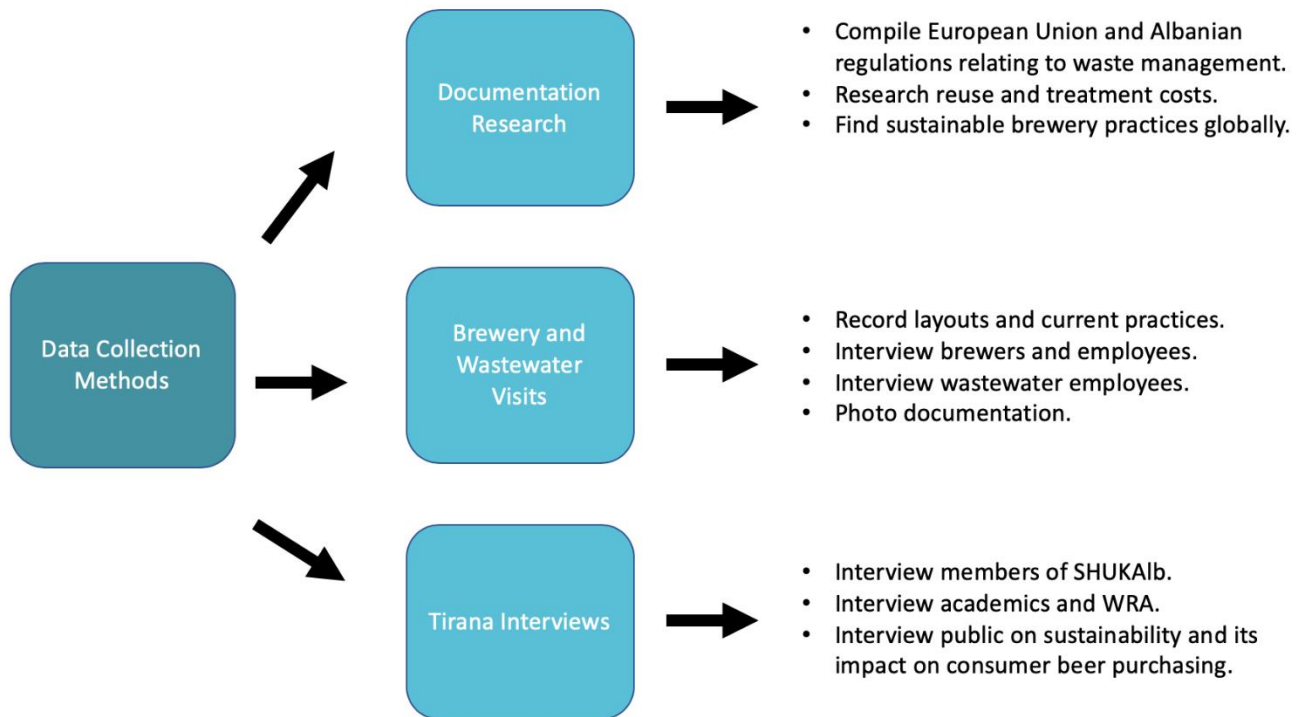 Data Collection
Methods
Documentation
Research
• Compile European Union and Albanian
regulations relating to waste management.
• Research reuse and treatment costs.
• Find sustainable brewery practices globally.
Brewery and
Wastewater
Visits
• Record layouts and current practices.
• Interview brewers and employees.
• Interview wastewater employees.
• Photo documentation.
Tirana Interviews
• Interview members of SHUKAlb.
• Interview academics and WRA.
• Interview public on sustainability and its
impact on consumer beer purchasing.